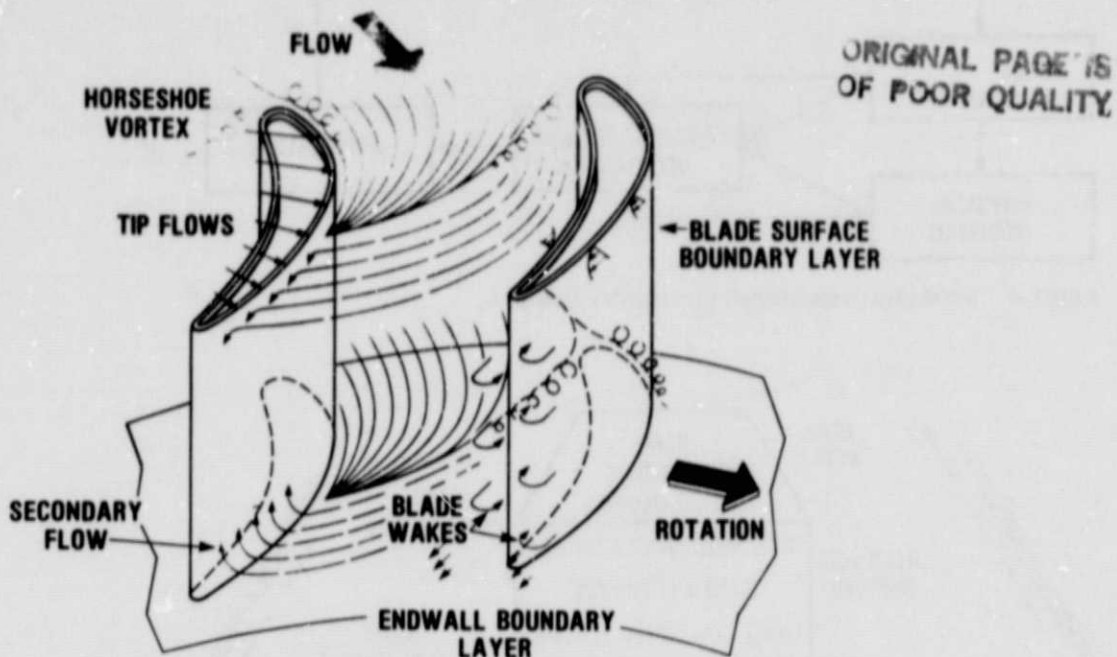 FLOW
ORIGINAL PAGE IS
OF POOR QUALITY
HORSESHOE
VORTEX
TIP FLOWS
BLADE SURFACE
BOUNDARY LAYER
SECONDARY
FLOW
BLADE
WAKES
ROTATION
ENDWALL BOUNDARY
LAYER